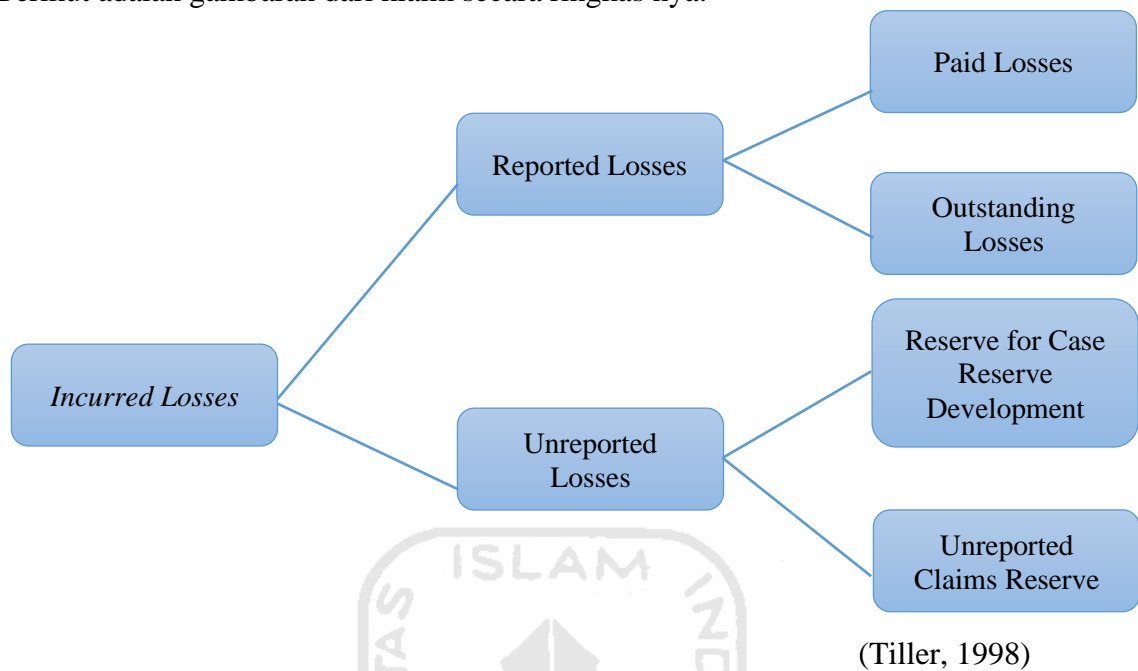 Berikut adalah gambaran dari klaim secara ringkas nya.
Paid Losses
Reported Losses
Outstanding
Losses
Incurred Losses
Reserve for Case
Reserve
Development
Unreported
Losses
Unreported
Claims Reserve
ISLAM
(Tiller, 1998)